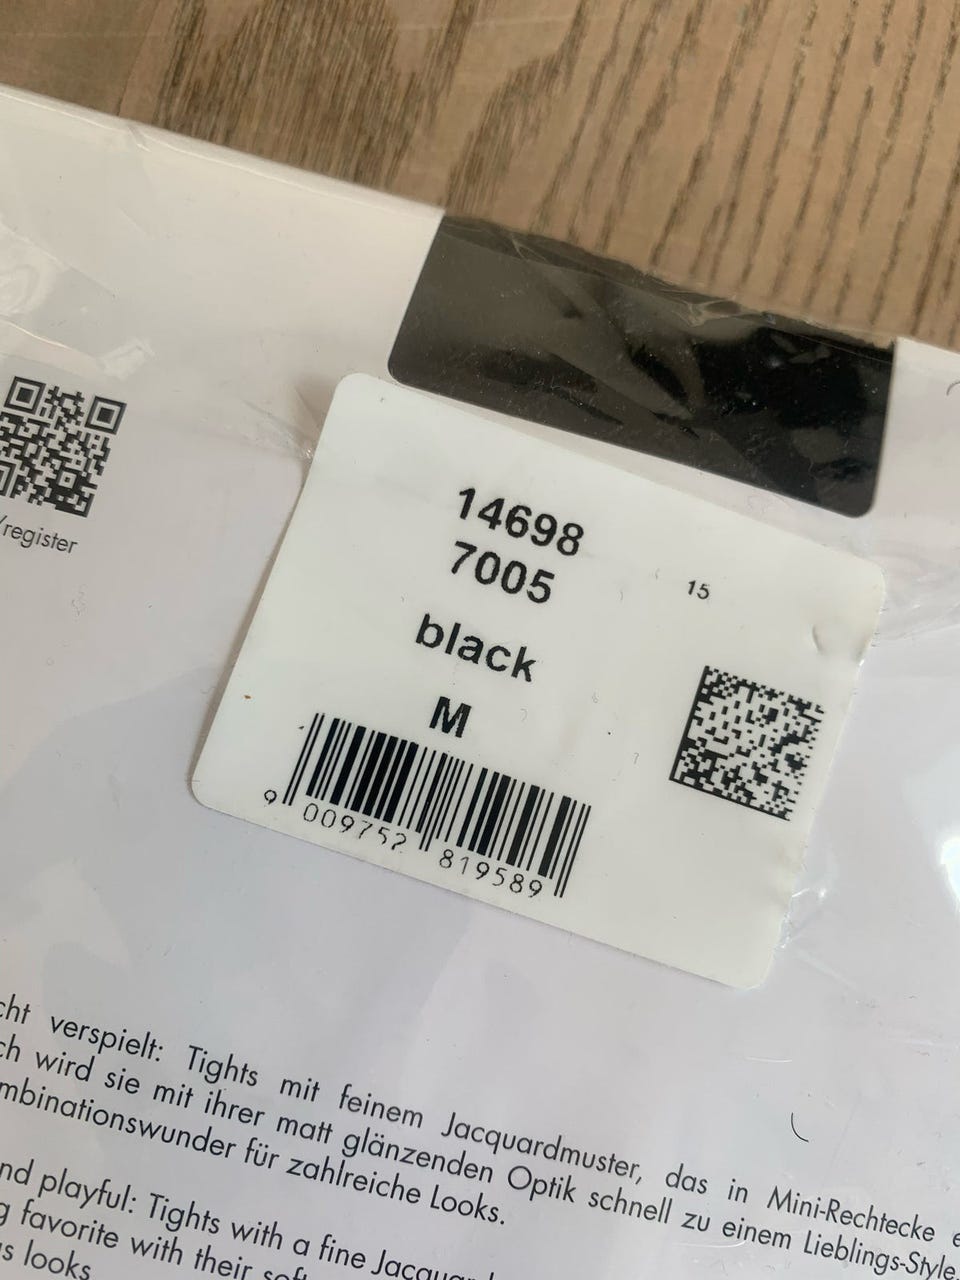 /register
14698
7005
15
black
M
9 009752 819589
cht verspielt: Tights mit feinem Jacquardmuster, das in Mini-Rechtecke
ch wird sie mit ihrer matt glänzenden Optik schnell zu einem Lieblings-Style
mbinationswunder für zahlreiche Looks.
nd playful: Tights with a fine Jacquard
g favorite with their soft
s looks